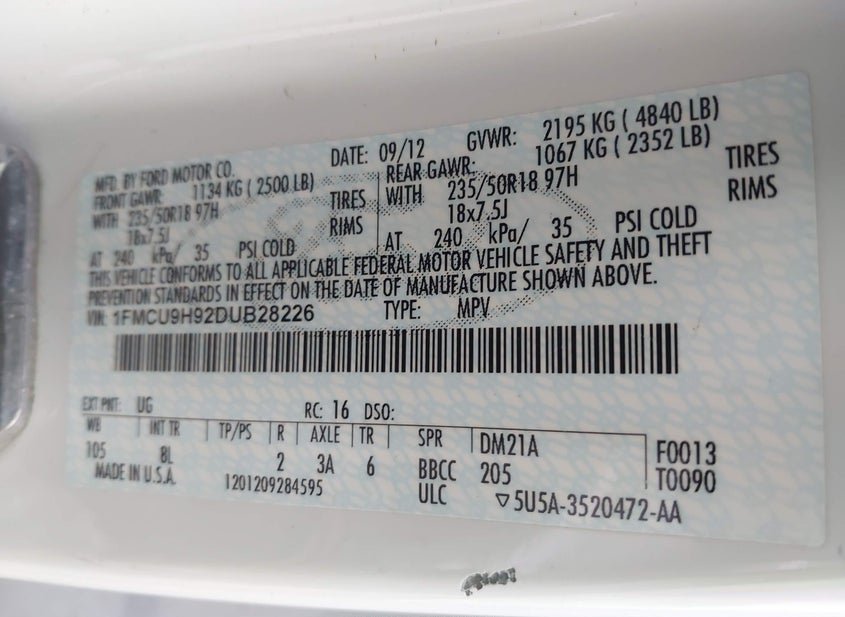 MFD. BY FORD MOTOR CO. DATE: 09/12 GVWR: 2195 KG ( 4840 LB)
FRONT GAWR: 1134 KG ( 2500 LB) REAR GAWR: 1067 KG ( 2352 LB)
WITH 235/50R18 97H TIRES WITH 235/50R18 97H TIRES
18x7.5J RIMS 18x7.5J RIMS
AT 240 kPa/ 35 PSI COLD AT 240 kPa/ 35 PSI COLD
THIS VEHICLE CONFORMS TO ALL APPLICABLE FEDERAL MOTOR VEHICLE SAFETY AND THEFT
PREVENTION STANDARDS IN EFFECT ON THE DATE OF MANUFACTURE SHOWN ABOVE.
VIN: 1FMCU9H92DUB28226 TYPE: MPV
EXT PNT: UG RC: 16 DSO:
WB INT TR TP/PS R AXLE TR SPR DM21A F0013
105 8L 2 3A 6 BBCC 205 T0090
MADE IN U.S.A. 1201209284595 ULC ▽5U5A-3520472-AA